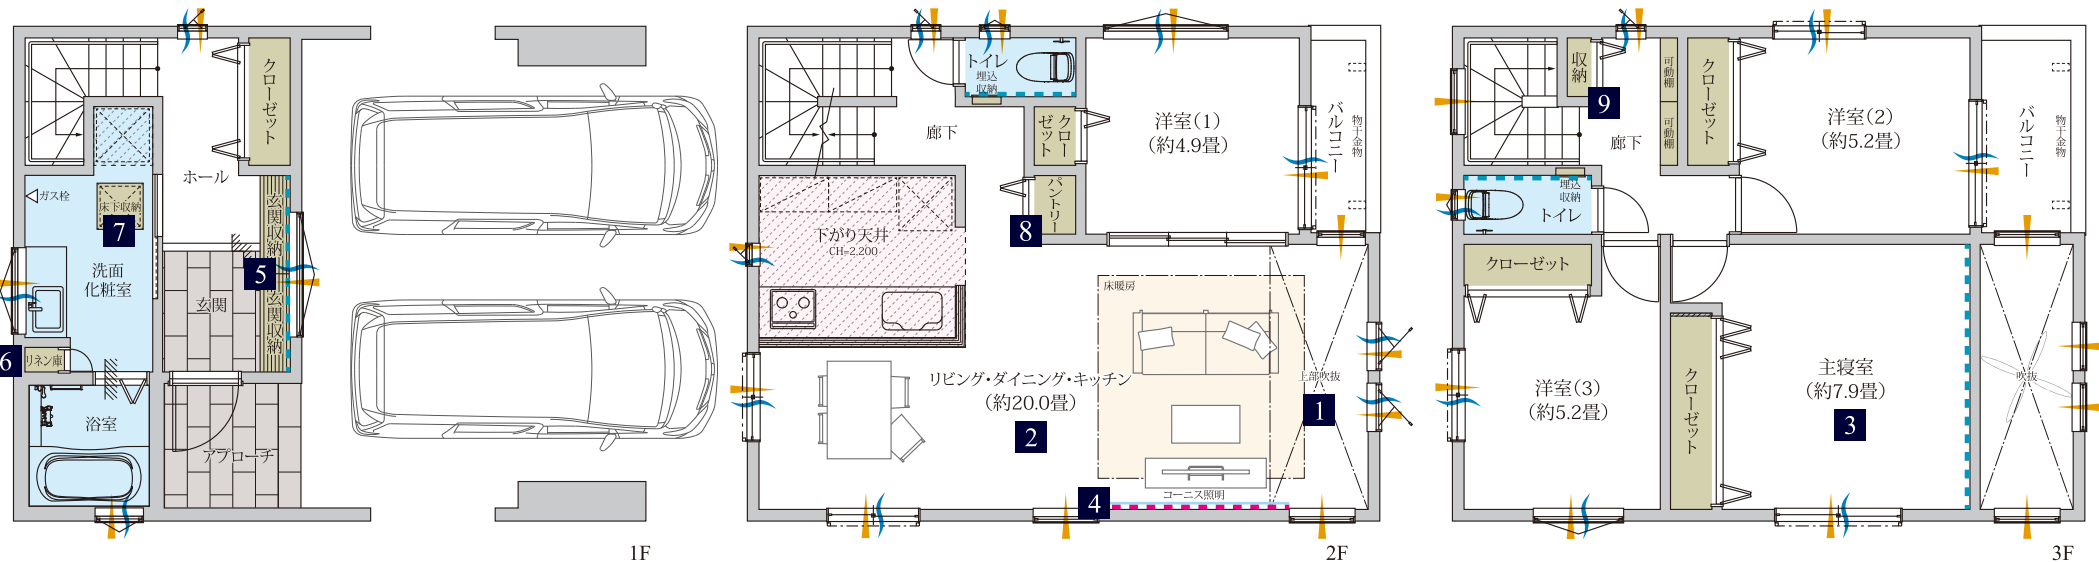 クローゼット
ホール
ガス栓
床下収納
7
玄関収納
5
洗面
化粧室
玄関
玄関収納
6
リネン庫
浴室
アプローチ
1F
トイレ
埋込
収納
廊下
クロー
ゼット
洋室(1)
(約4.9畳)
バルコニー
物干金物
パントリー
8
下がり天井
CH=2,200
床暖房
リビング・ダイニング・キッチン
(約20.0畳)
2
上部吹抜
1
コーニス照明
4
2F
収納
9
可動棚
可動棚
クローゼット
洋室(2)
(約5.2畳)
バルコニー
物干金物
廊下
埋込
収納
トイレ
クローゼット
洋室(3)
(約5.2畳)
クローゼット
主寝室
(約7.9畳)
3
吹抜
3F